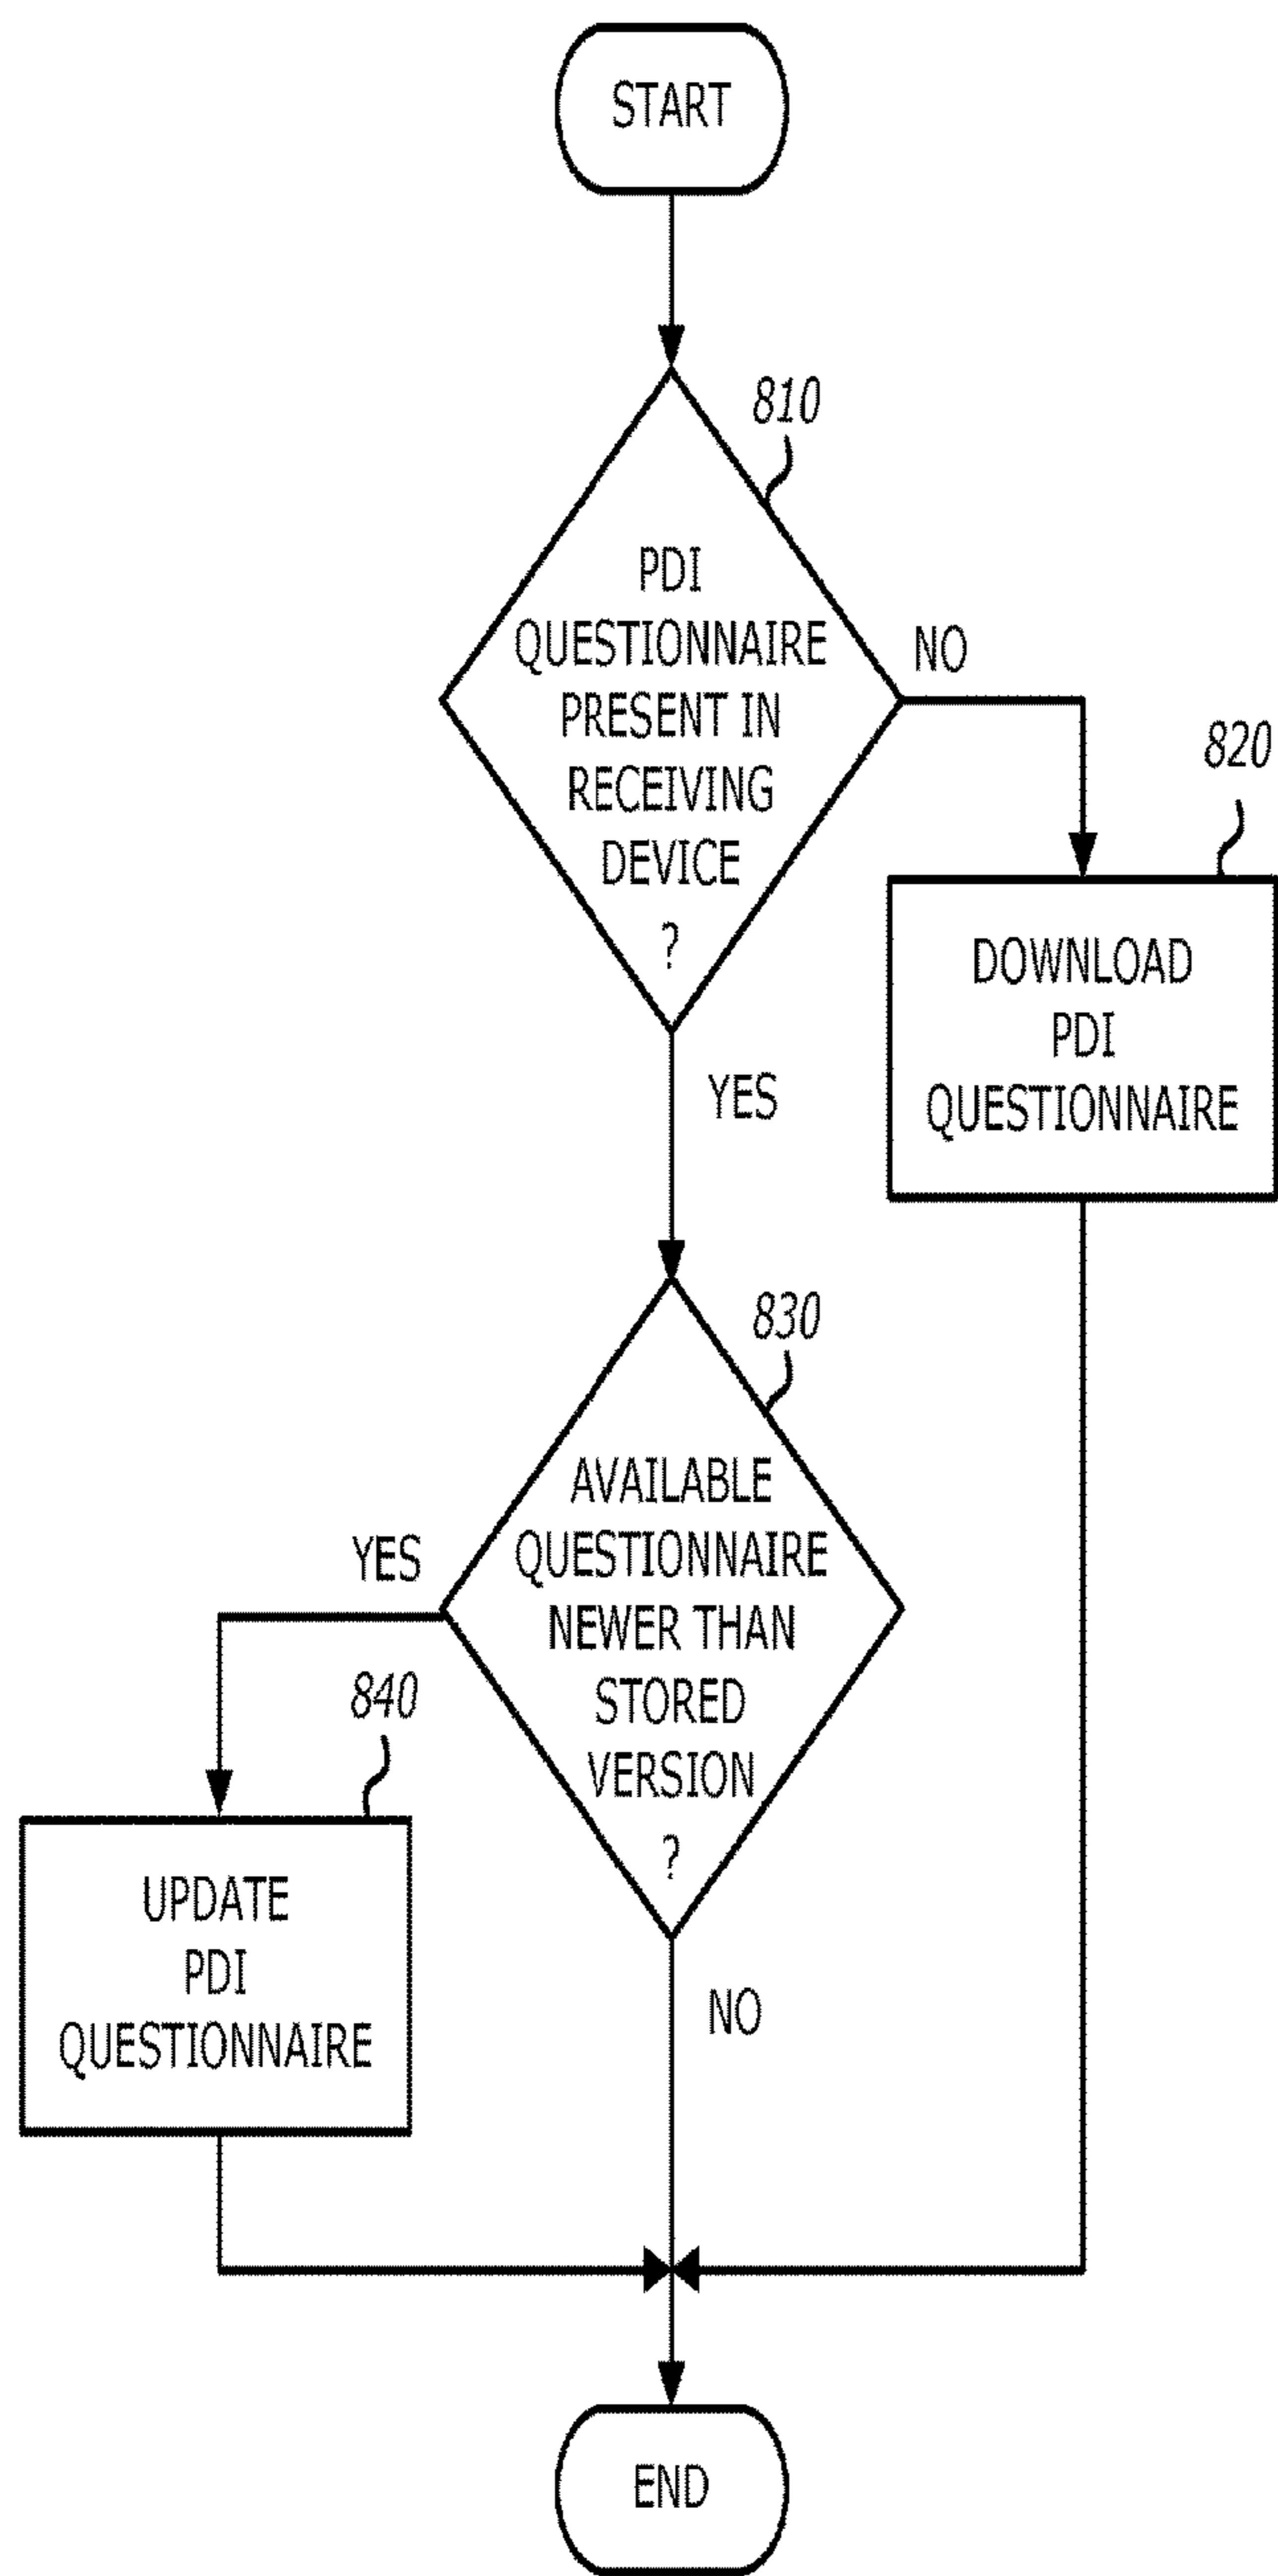 START
810
PDI
QUESTIONNAIRE
PRESENT IN
RECEIVING
DEVICE
?
NO
820
DOWNLOAD
PDI
QUESTIONNAIRE
YES
830
AVAILABLE
QUESTIONNAIRE
NEWER THAN
STORED
VERSION
?
YES
840
UPDATE
PDI
QUESTIONNAIRE
NO
END